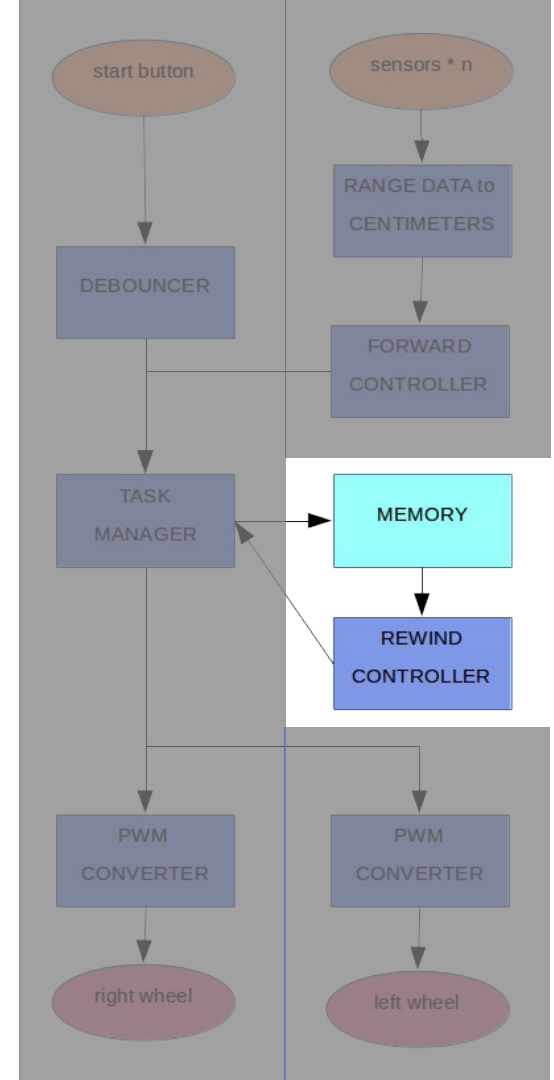 start button
sensors * n
RANGE DATA to
CENTIMETERS
DEBOUNCER
FORWARD
CONTROLLER
TASK
MANAGER
MEMORY
REWIND
CONTROLLER
PWM
CONVERTER
PWM
CONVERTER
right wheel
left wheel